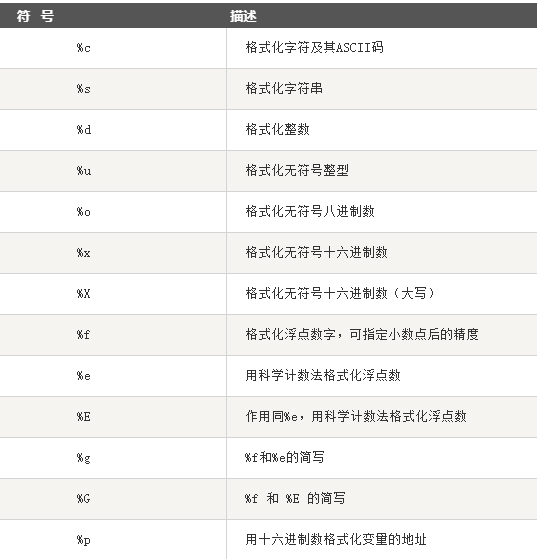 符 号 描述
%c 格式化字符及其ASCII码
%s 格式化字符串
%d 格式化整数
%u 格式化无符号整型
%o 格式化无符号八进制数
%x 格式化无符号十六进制数
%X 格式化无符号十六进制数（大写）
%f 格式化浮点数字，可指定小数点后的精度
%e 用科学计数法格式化浮点数
%E 作用同%e，用科学计数法格式化浮点数
%g %f和%e的简写
%G %f 和 %E 的简写
%p 用十六进制数格式化变量的地址